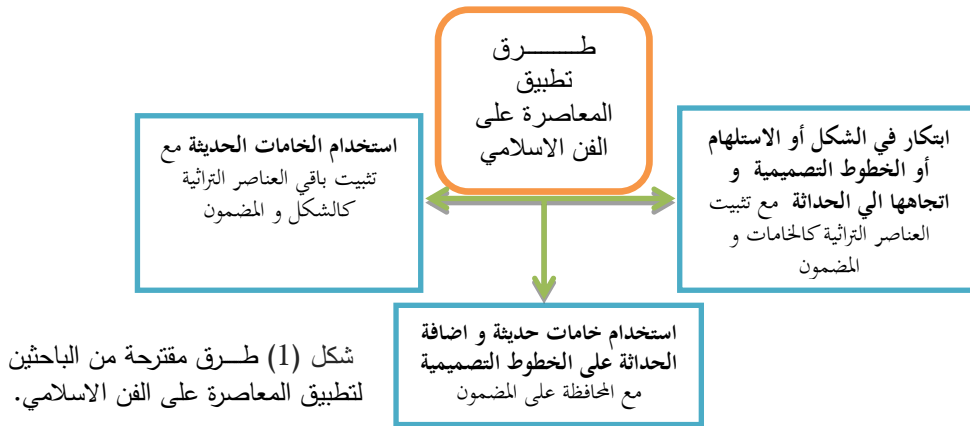 طـــــــرق
تطبيق
المعاصرة على
الفن الاسلامي
ابتكار في الشكل أو الاستلهام
أو الخطوط التصميمية و
اتجاهها الي الحداثة مع تثبيت
العناصر التراثية كالخامات و
المضمون
استخدام الخامات الحديثة مع
تثبيت باقي العناصر التراثية
كالشكل و المضمون
استخدام خامات حديثة و اضافة
الحداثة على الخطوط التصميمية
مع المحافظة على المضمون
شكل (1) طـــرق مقترحة من الباحثين
لتطبيق المعاصرة على الفن الاسلامي.